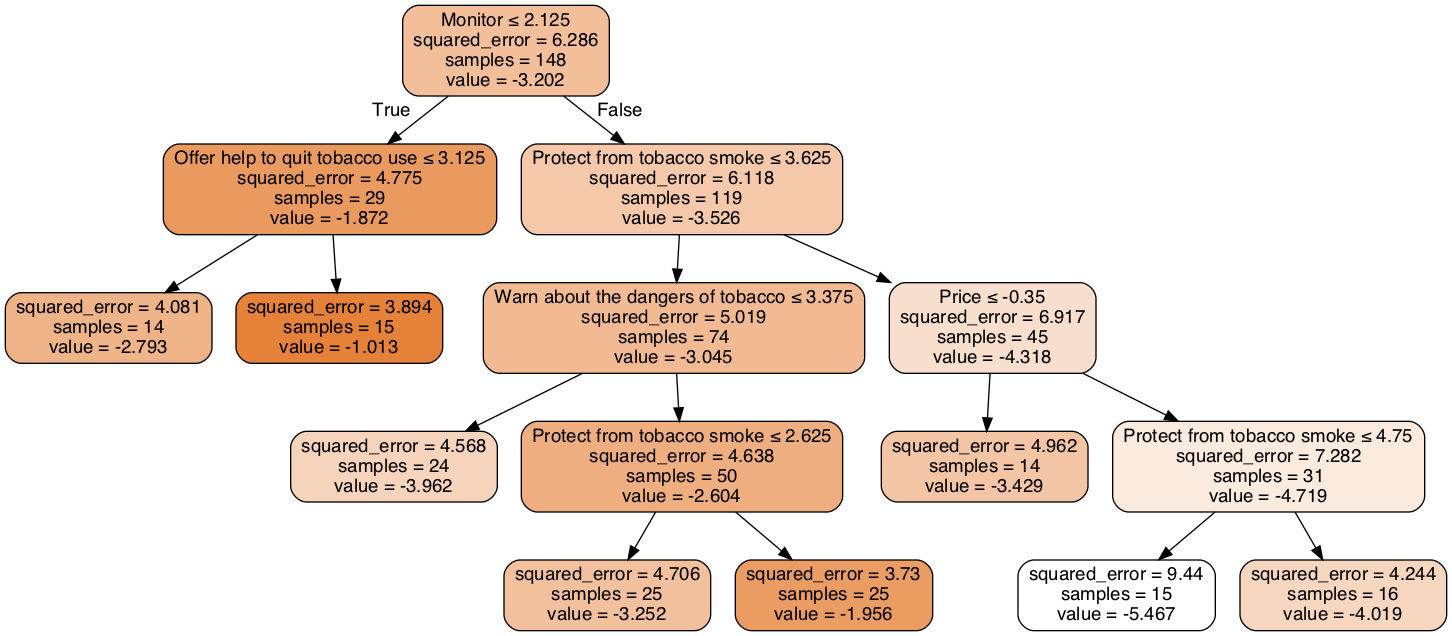 Monitor ≤ 2.125
squared_error = 6.286
samples = 148
value = -3.202
True
False
Offer help to quit tobacco use ≤ 3.125
squared_error = 4.775
samples = 29
value = -1.872
Protect from tobacco smoke ≤ 3.625
squared_error = 6.118
samples = 119
value = -3.526
squared_error = 4.081
samples = 14
value = -2.793
squared_error = 3.894
samples = 15
value = -1.013
Warn about the dangers of tobacco ≤ 3.375
squared_error = 5.019
samples = 74
value = -3.045
Price ≤ -0.35
squared_error = 6.917
samples = 45
value = -4.318
squared_error = 4.568
samples = 24
value = -3.962
Protect from tobacco smoke ≤ 2.625
squared_error = 4.638
samples = 50
value = -2.604
squared_error = 4.962
samples = 14
value = -3.429
Protect from tobacco smoke ≤ 4.75
squared_error = 7.282
samples = 31
value = -4.719
squared_error = 4.706
samples = 25
value = -3.252
squared_error = 3.73
samples = 25
value = -1.956
squared_error = 9.44
samples = 15
value = -5.467
squared_error = 4.244
samples = 16
value = -4.019